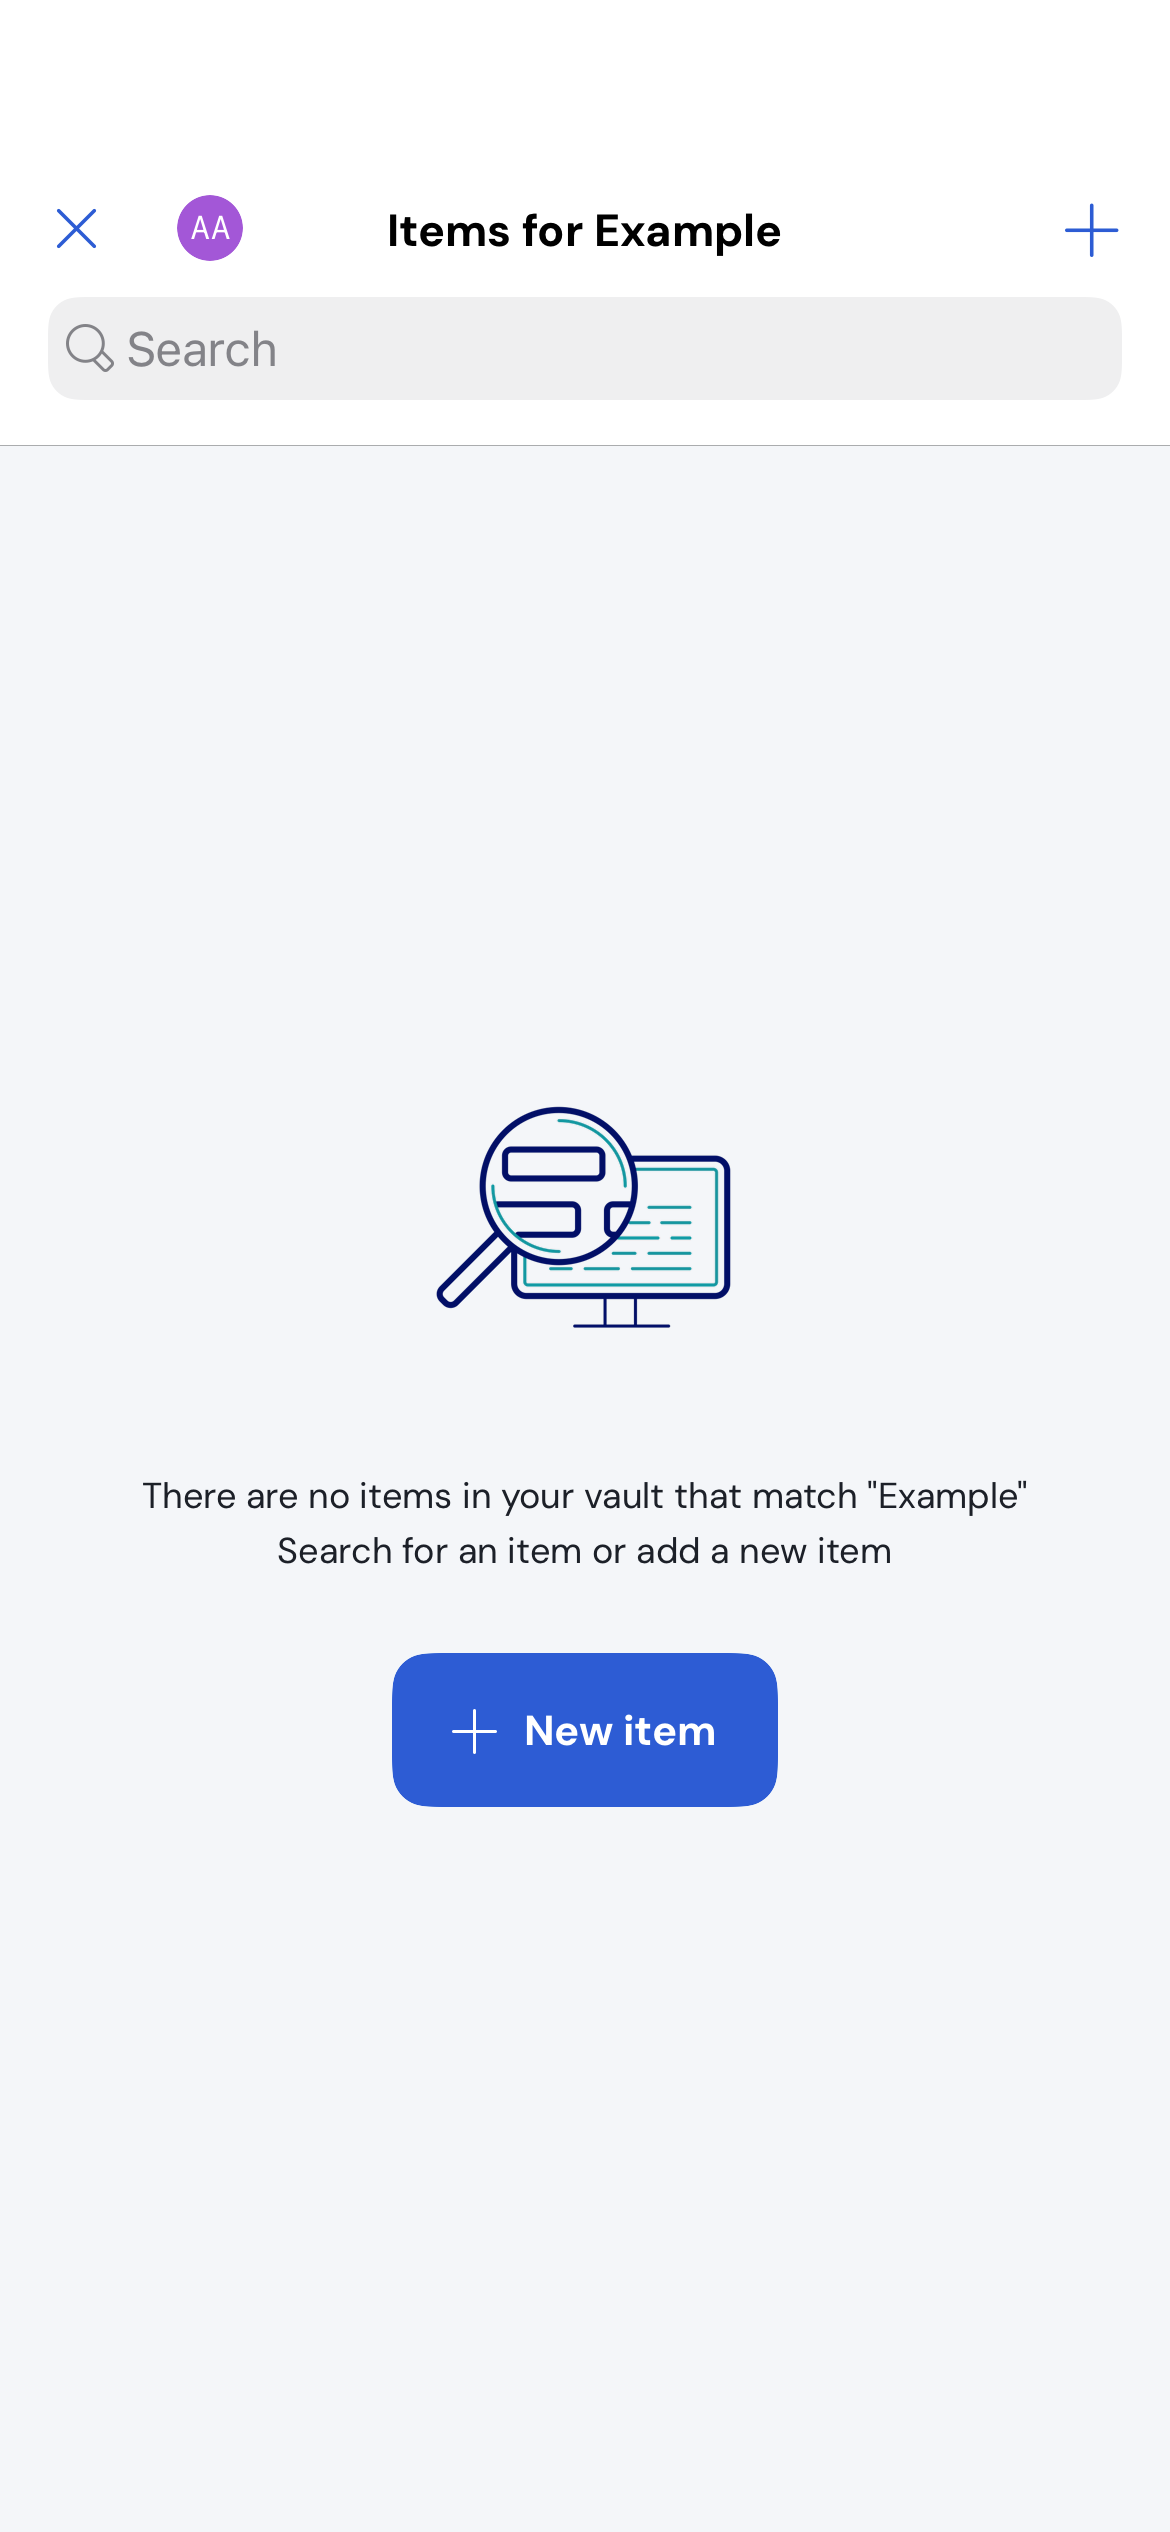 AA
Items for Example
Search
There are no items in your vault that match "Example"
Search for an item or add a new item
New item